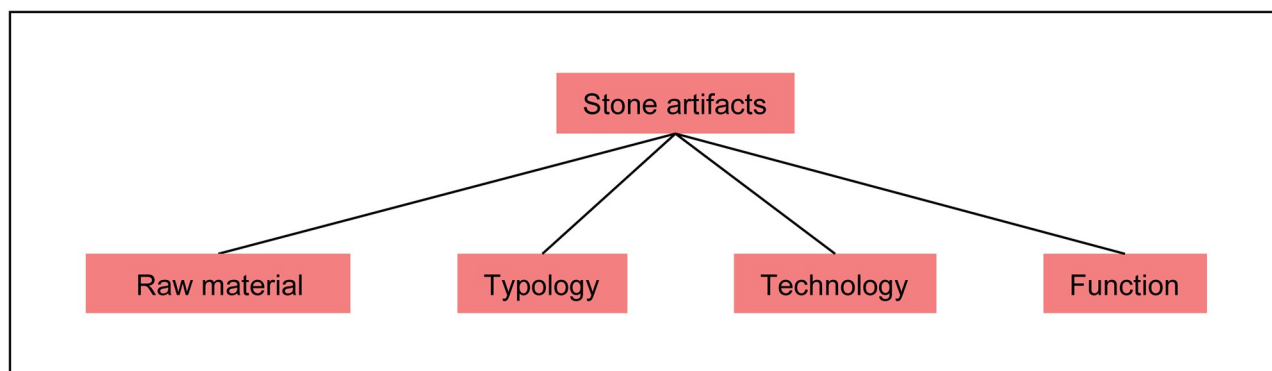 Stone artifacts
Raw material
Typology
Technology
Function